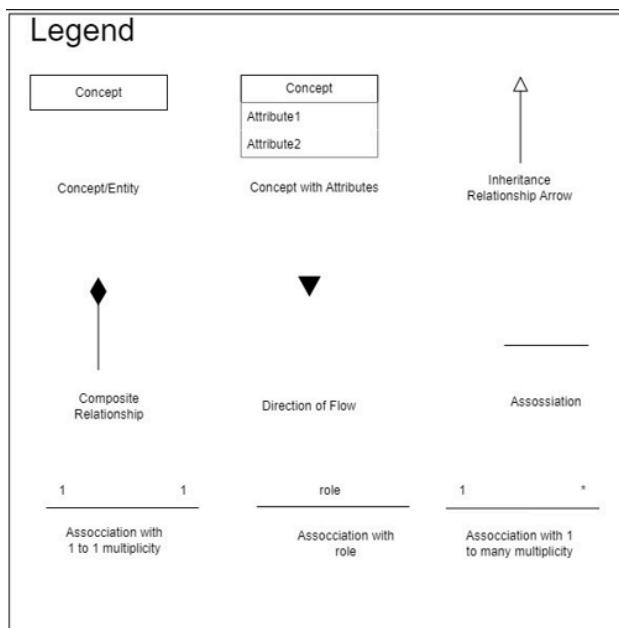 Legend
Concept
Concept
Attribute1
Attribute2
Concept/Entity
Concept with Attributes
Inheritance
Relationship Arrow
Composite
Relationship
Direction of Flow
Assossiation
1 1
role
1 *
Assocciation with
1 to 1 multiplicity
Assocciation with
role
Assocciation with 1
to many multiplicity